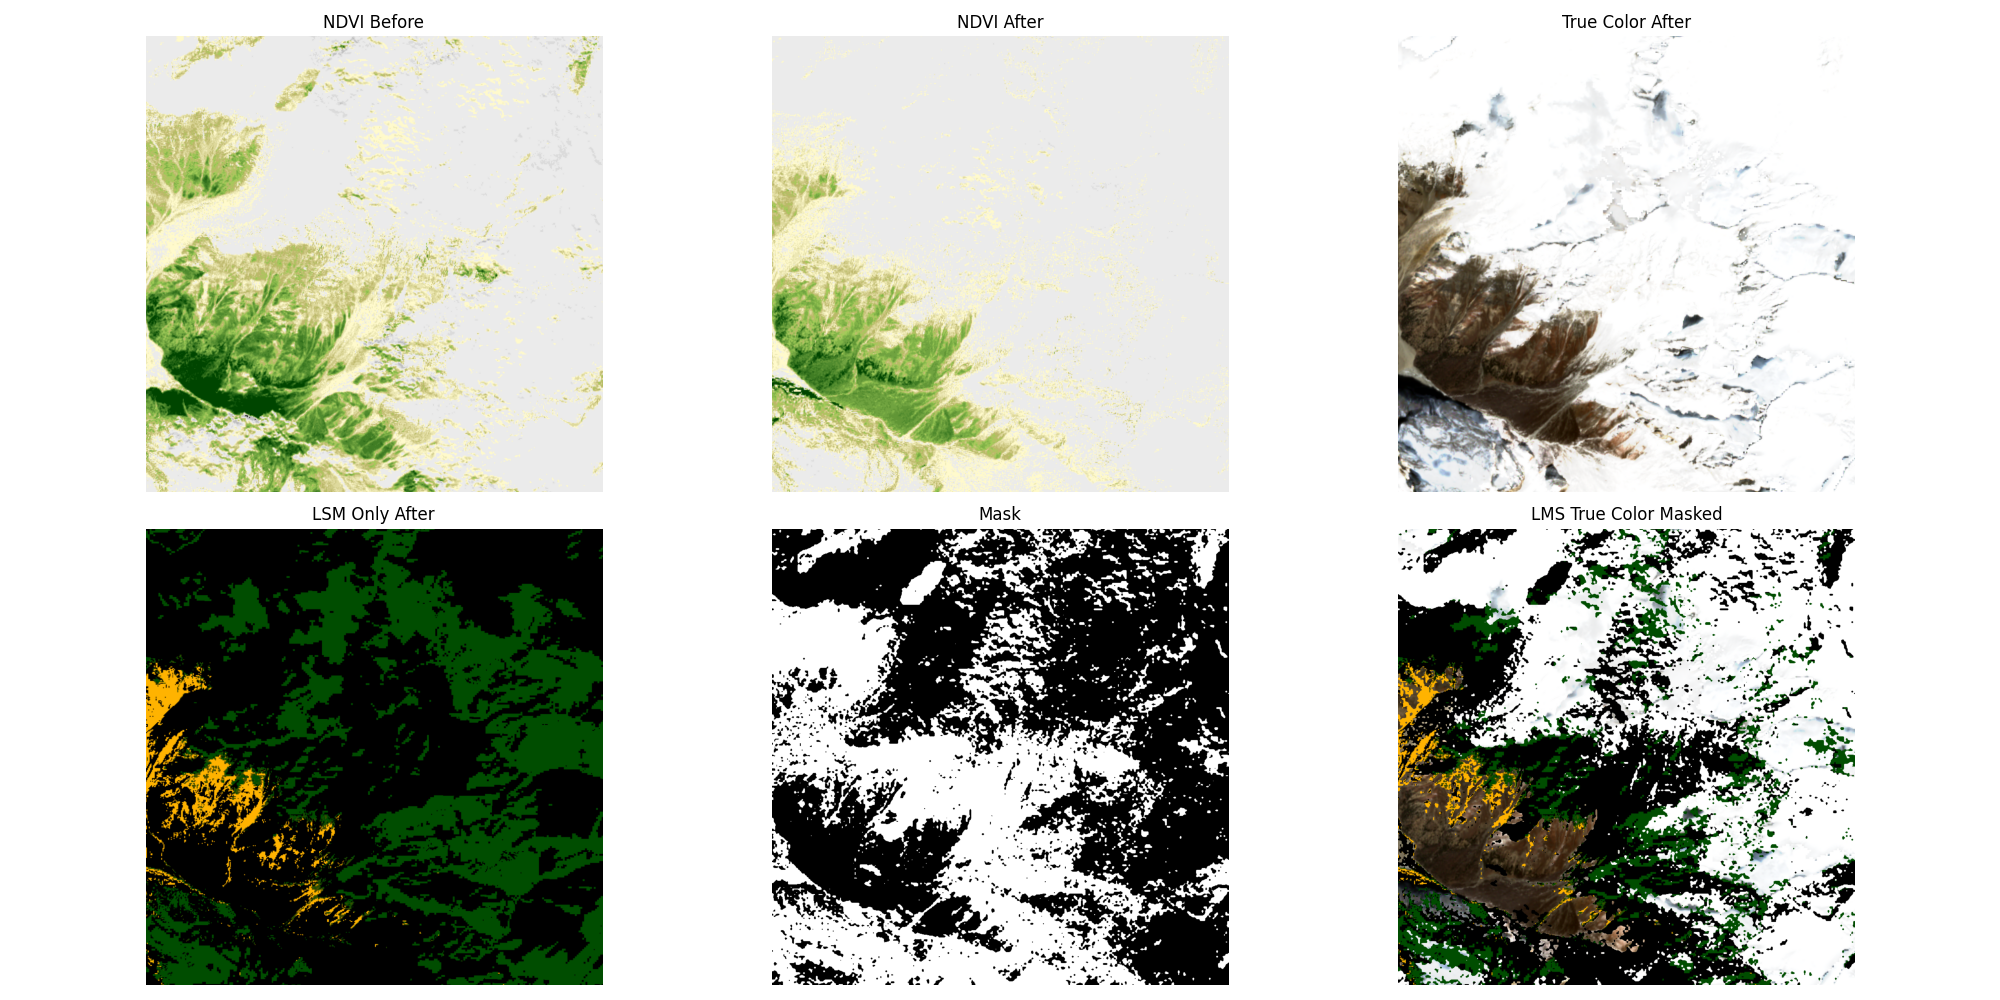 NDVI Before
NDVI After
True Color After
LSM Only After
Mask
LMS True Color Masked